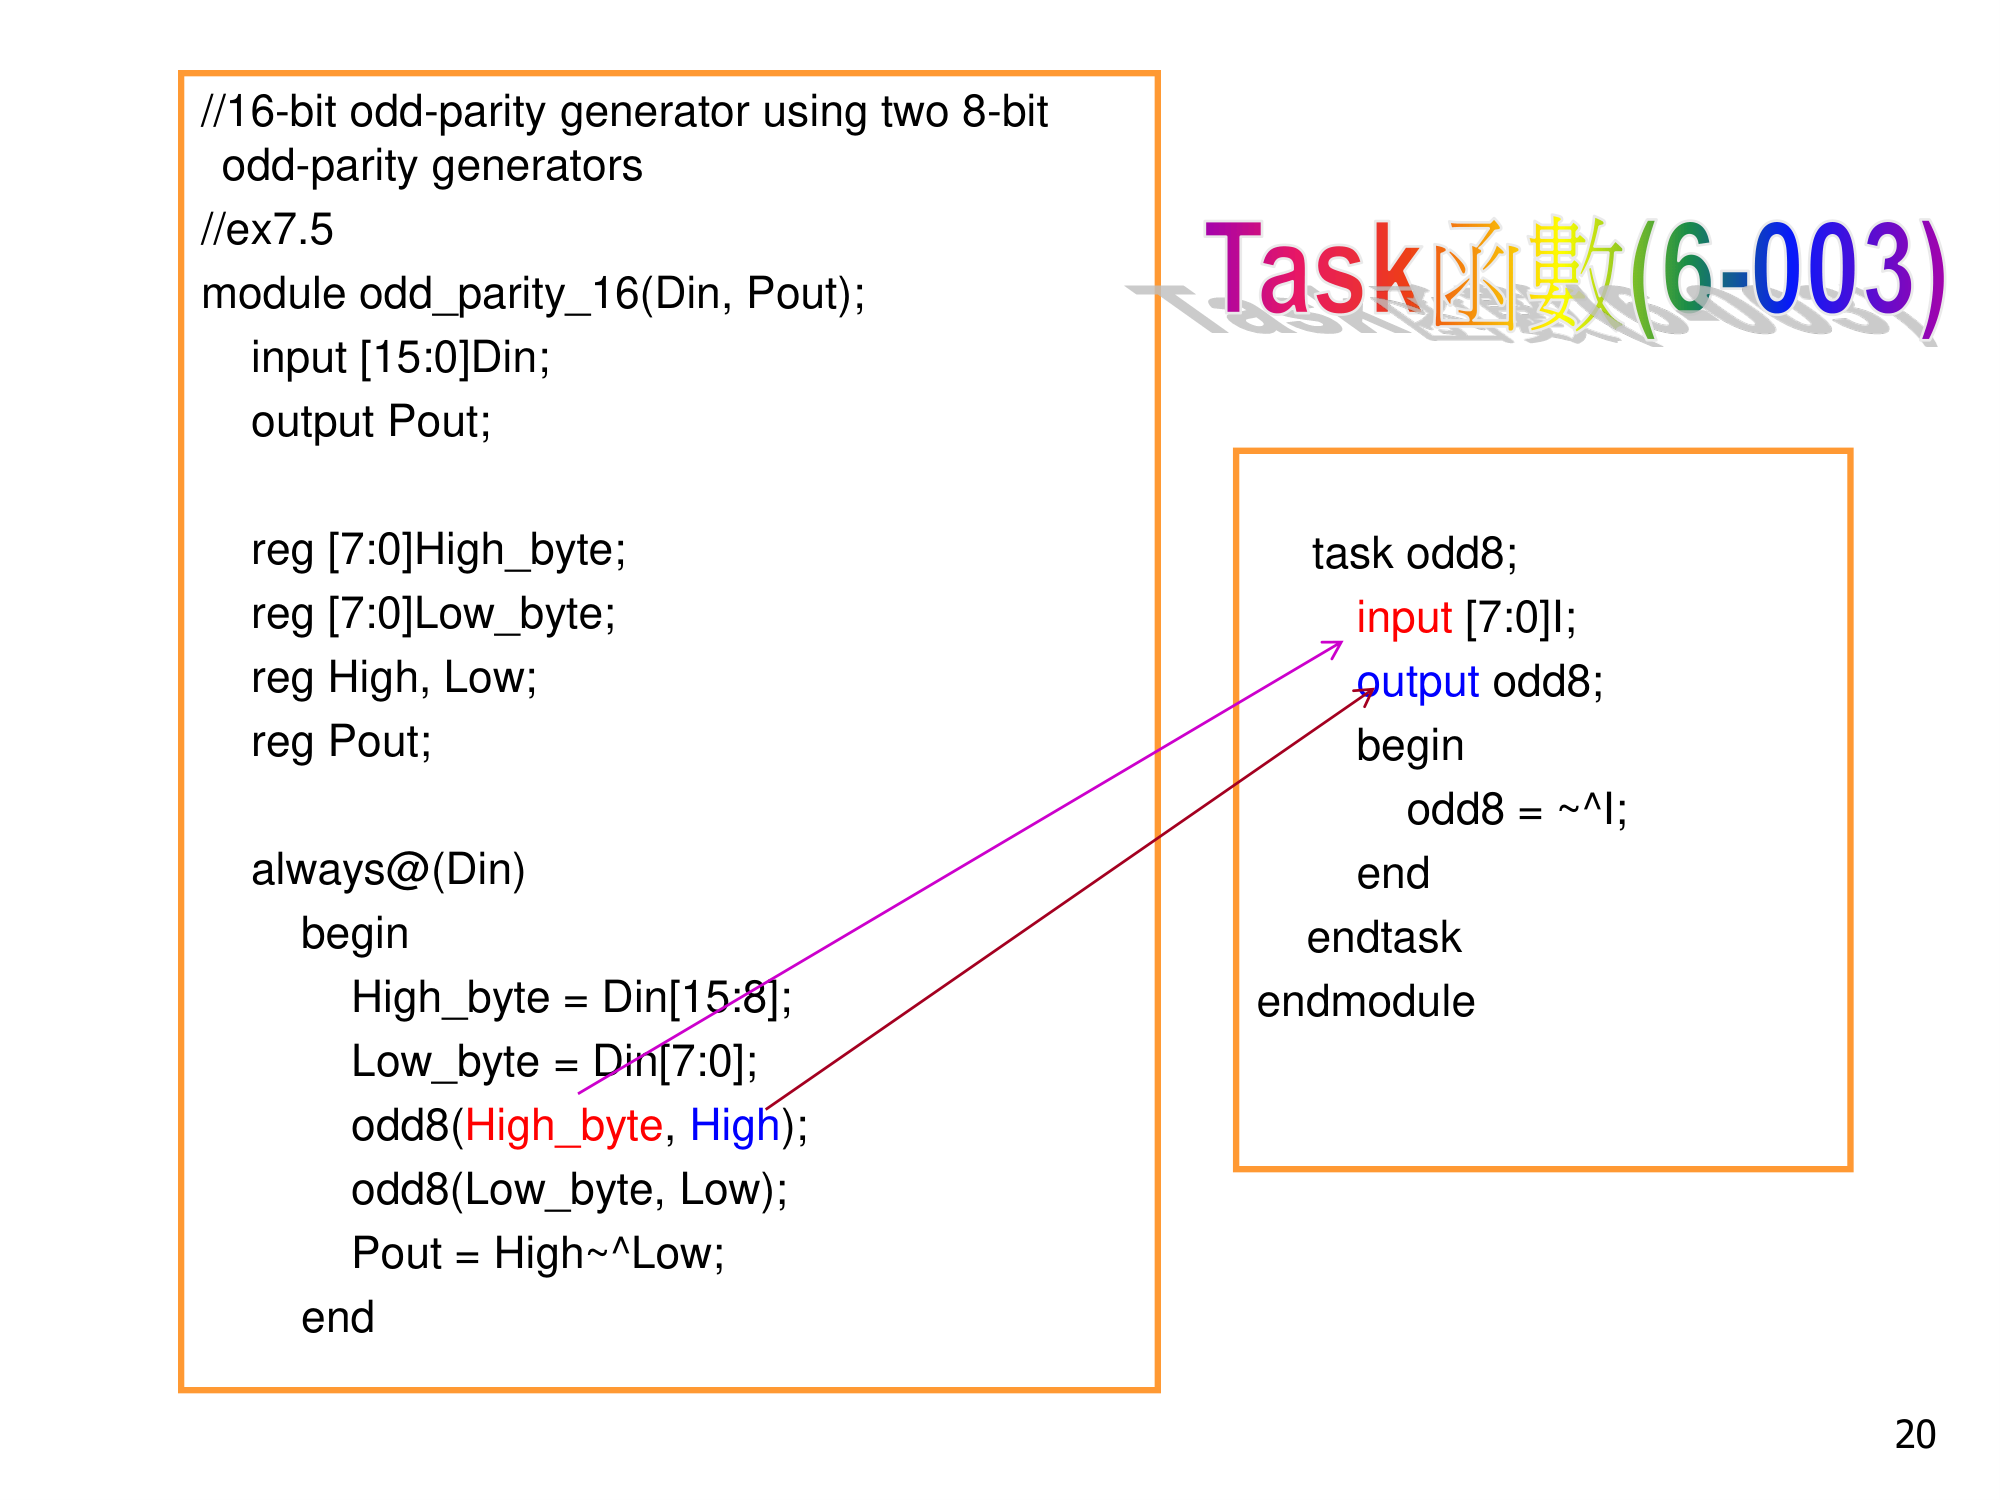 //16-bit odd-parity generator using two 8-bit
odd-parity generators
//ex7.5
module odd_parity_16(Din, Pout);
input [15:0]Din;
output Pout;
reg [7:0]High_byte;
reg [7:0]Low_byte;
reg High, Low;
reg Pout;
always@(Din)
begin
High_byte = Din[15:8];
Low_byte = Din[7:0];
odd8(High_byte, High);
odd8(Low_byte, Low);
Pout = High~^Low;
end
Task函數(6-003)
task odd8;
input [7:0]I;
output odd8;
begin
odd8 = ~^I;
end
endtask
endmodule
20